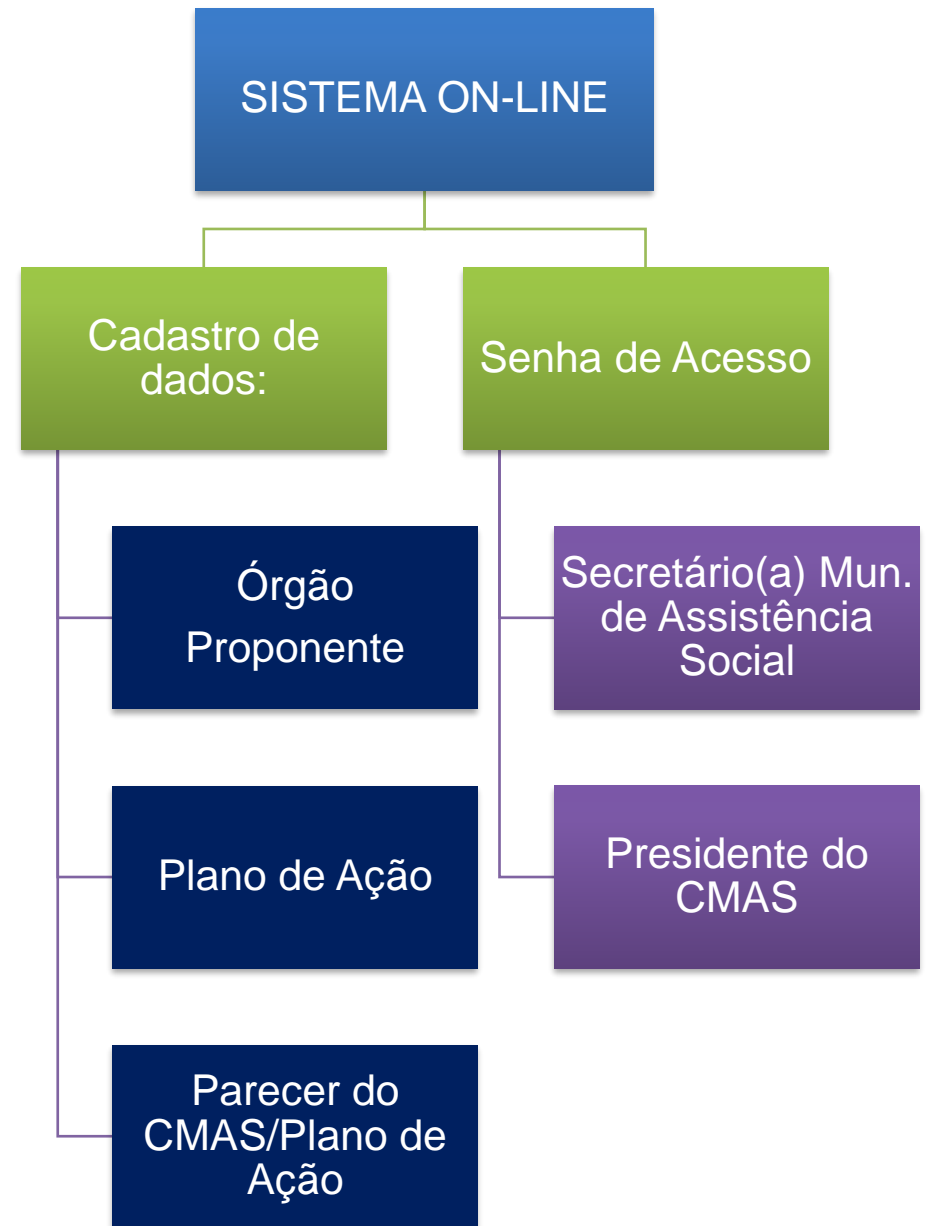 SISTEMA ON-LINE
Cadastro de
dados:
Senha de Acesso
Órgão
Proponente
Secretário(a) Mun.
de Assistência
Social
Plano de Ação
Presidente do
CMAS
Parecer do
CMAS/Plano de
Ação